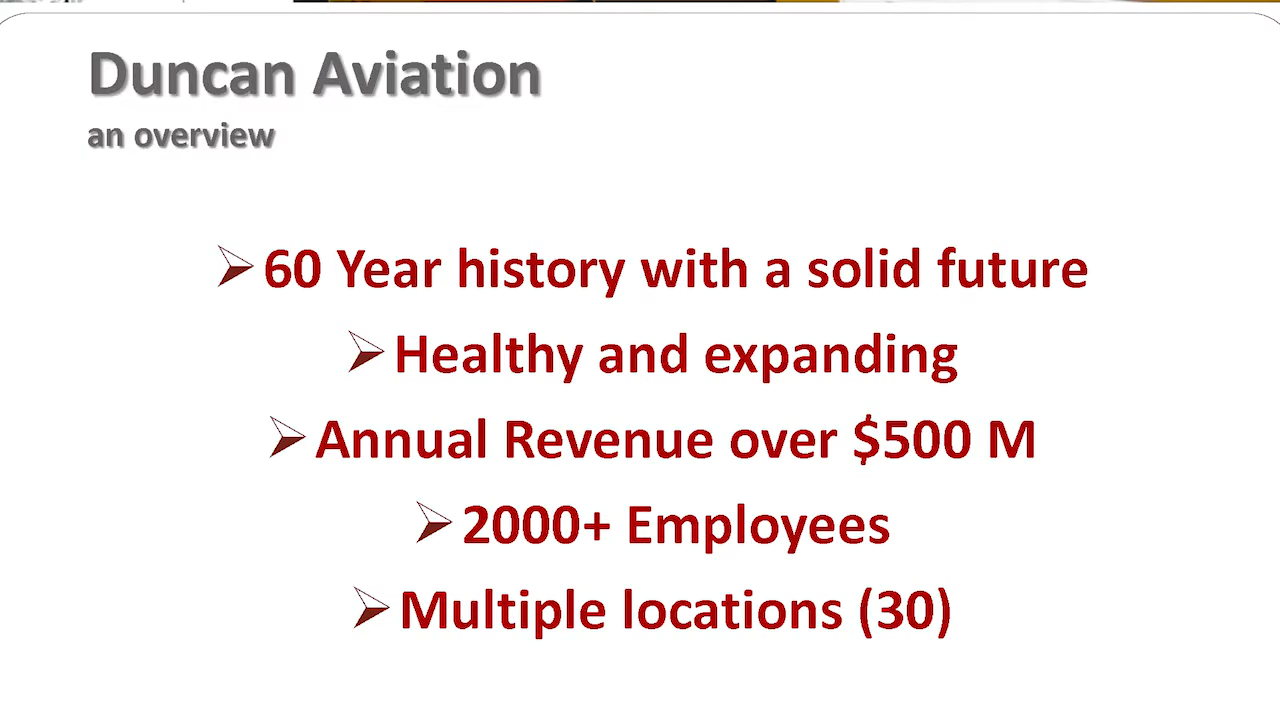 Duncan Aviation
an overview
60 Year history with a solid future
Healthy and expanding
Annual Revenue over $500 M
2000+ Employees
Multiple locations (30)